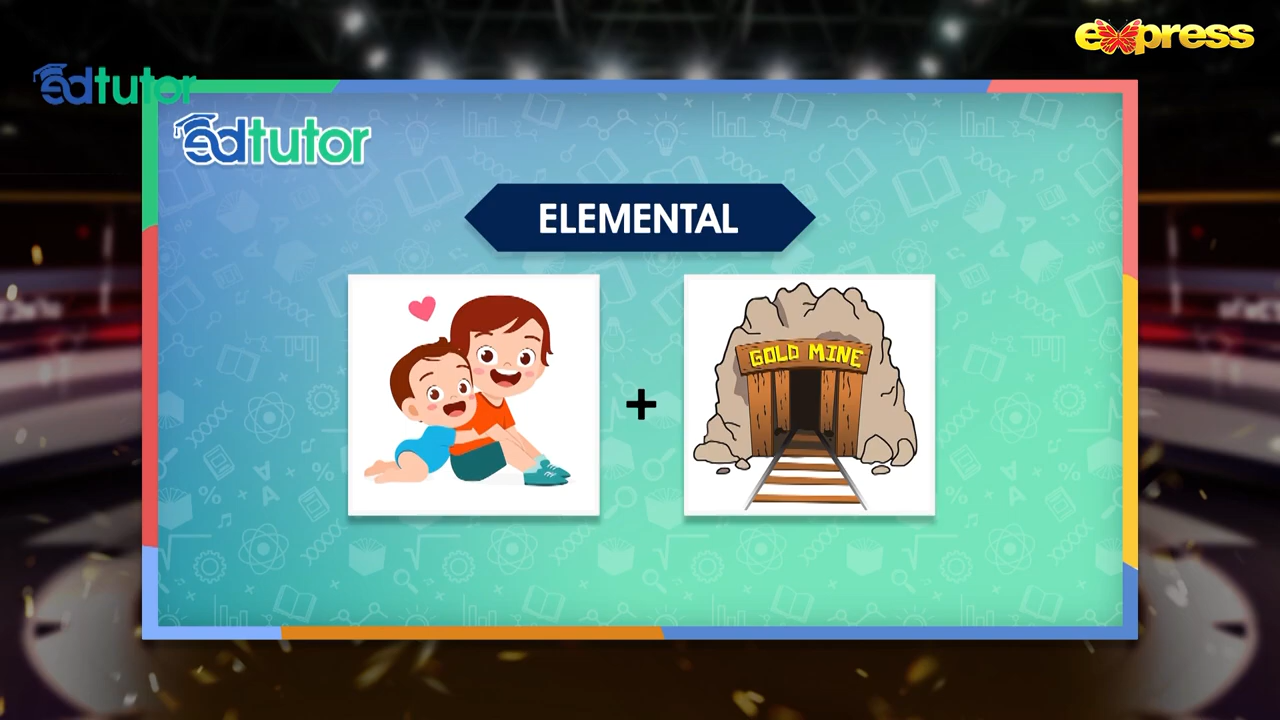 express
edtutor
edtutor
ELEMENTAL
GOLD MINE
+